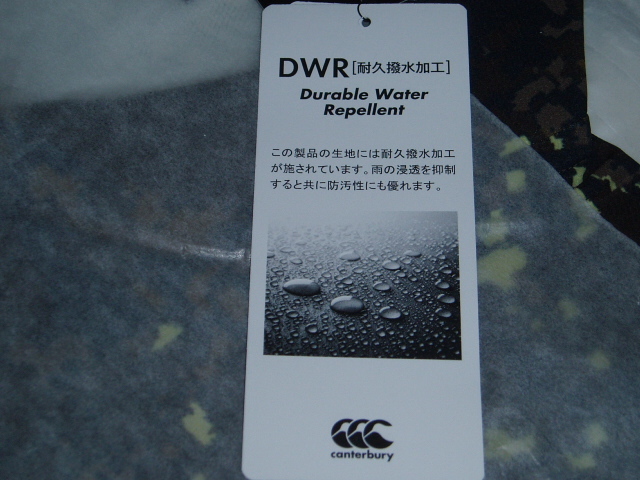 DWR[耐久撥水加工]
Durable Water
Repellent
この製品の生地には耐久撥水加工
が施されています。雨の浸透を抑制
すると共に防汚性にも優れます。
canterbury